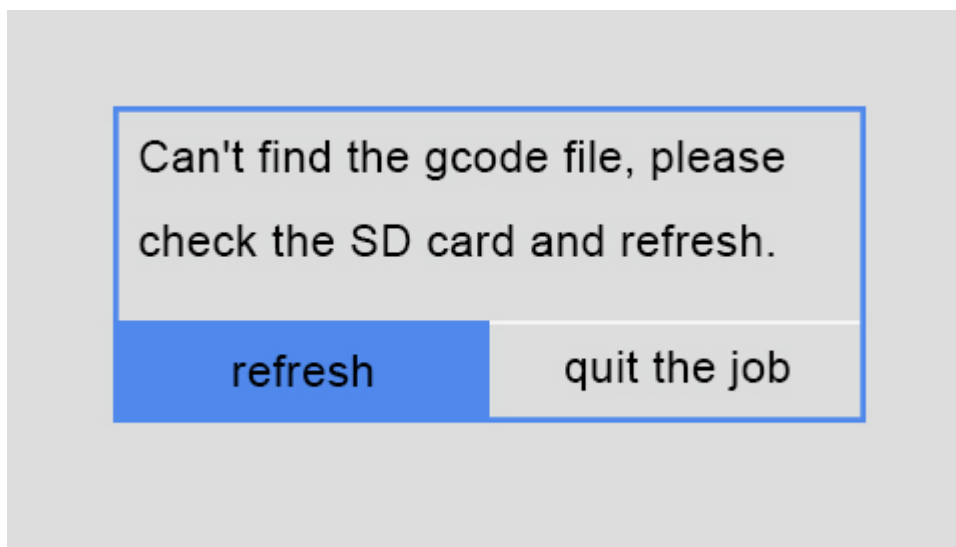 Can't find the gcode file, please
check the SD card and refresh.
refresh
quit the job